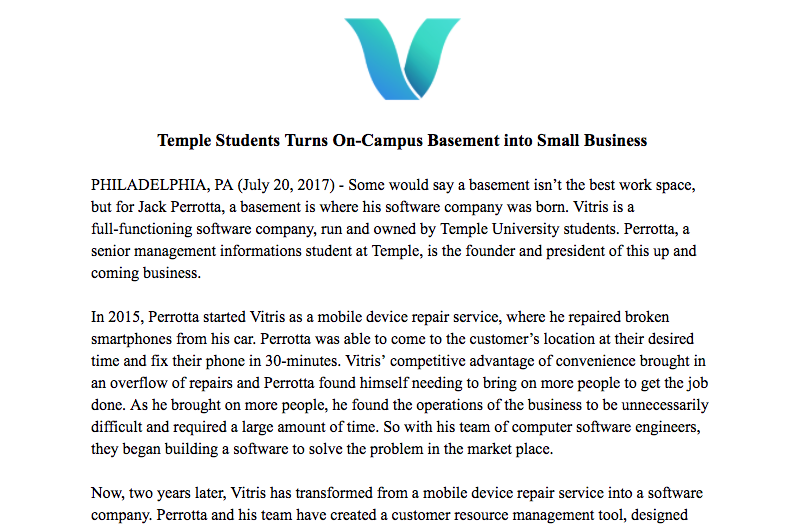 Temple Students Turns On-Campus Basement into Small Business
PHILADELPHIA, PA (July 20, 2017) - Some would say a basement isn’t the best work space,
but for Jack Perrotta, a basement is where his software company was born. Vitris is a
full-functioning software company, run and owned by Temple University students. Perrotta, a
senior management informations student at Temple, is the founder and president of this up and
coming business.
In 2015, Perrotta started Vitris as a mobile device repair service, where he repaired broken
smartphones from his car. Perrotta was able to come to the customer’s location at their desired
time and fix their phone in 30-minutes. Vitris’ competitive advantage of convenience brought in
an overflow of repairs and Perrotta found himself needing to bring on more people to get the job
done. As he brought on more people, he found the operations of the business to be unnecessarily
difficult and required a large amount of time. So with his team of computer software engineers,
they began building a software to solve the problem in the market place.
Now, two years later, Vitris has transformed from a mobile device repair service into a software
company. Perrotta and his team have created a customer resource management tool, designed